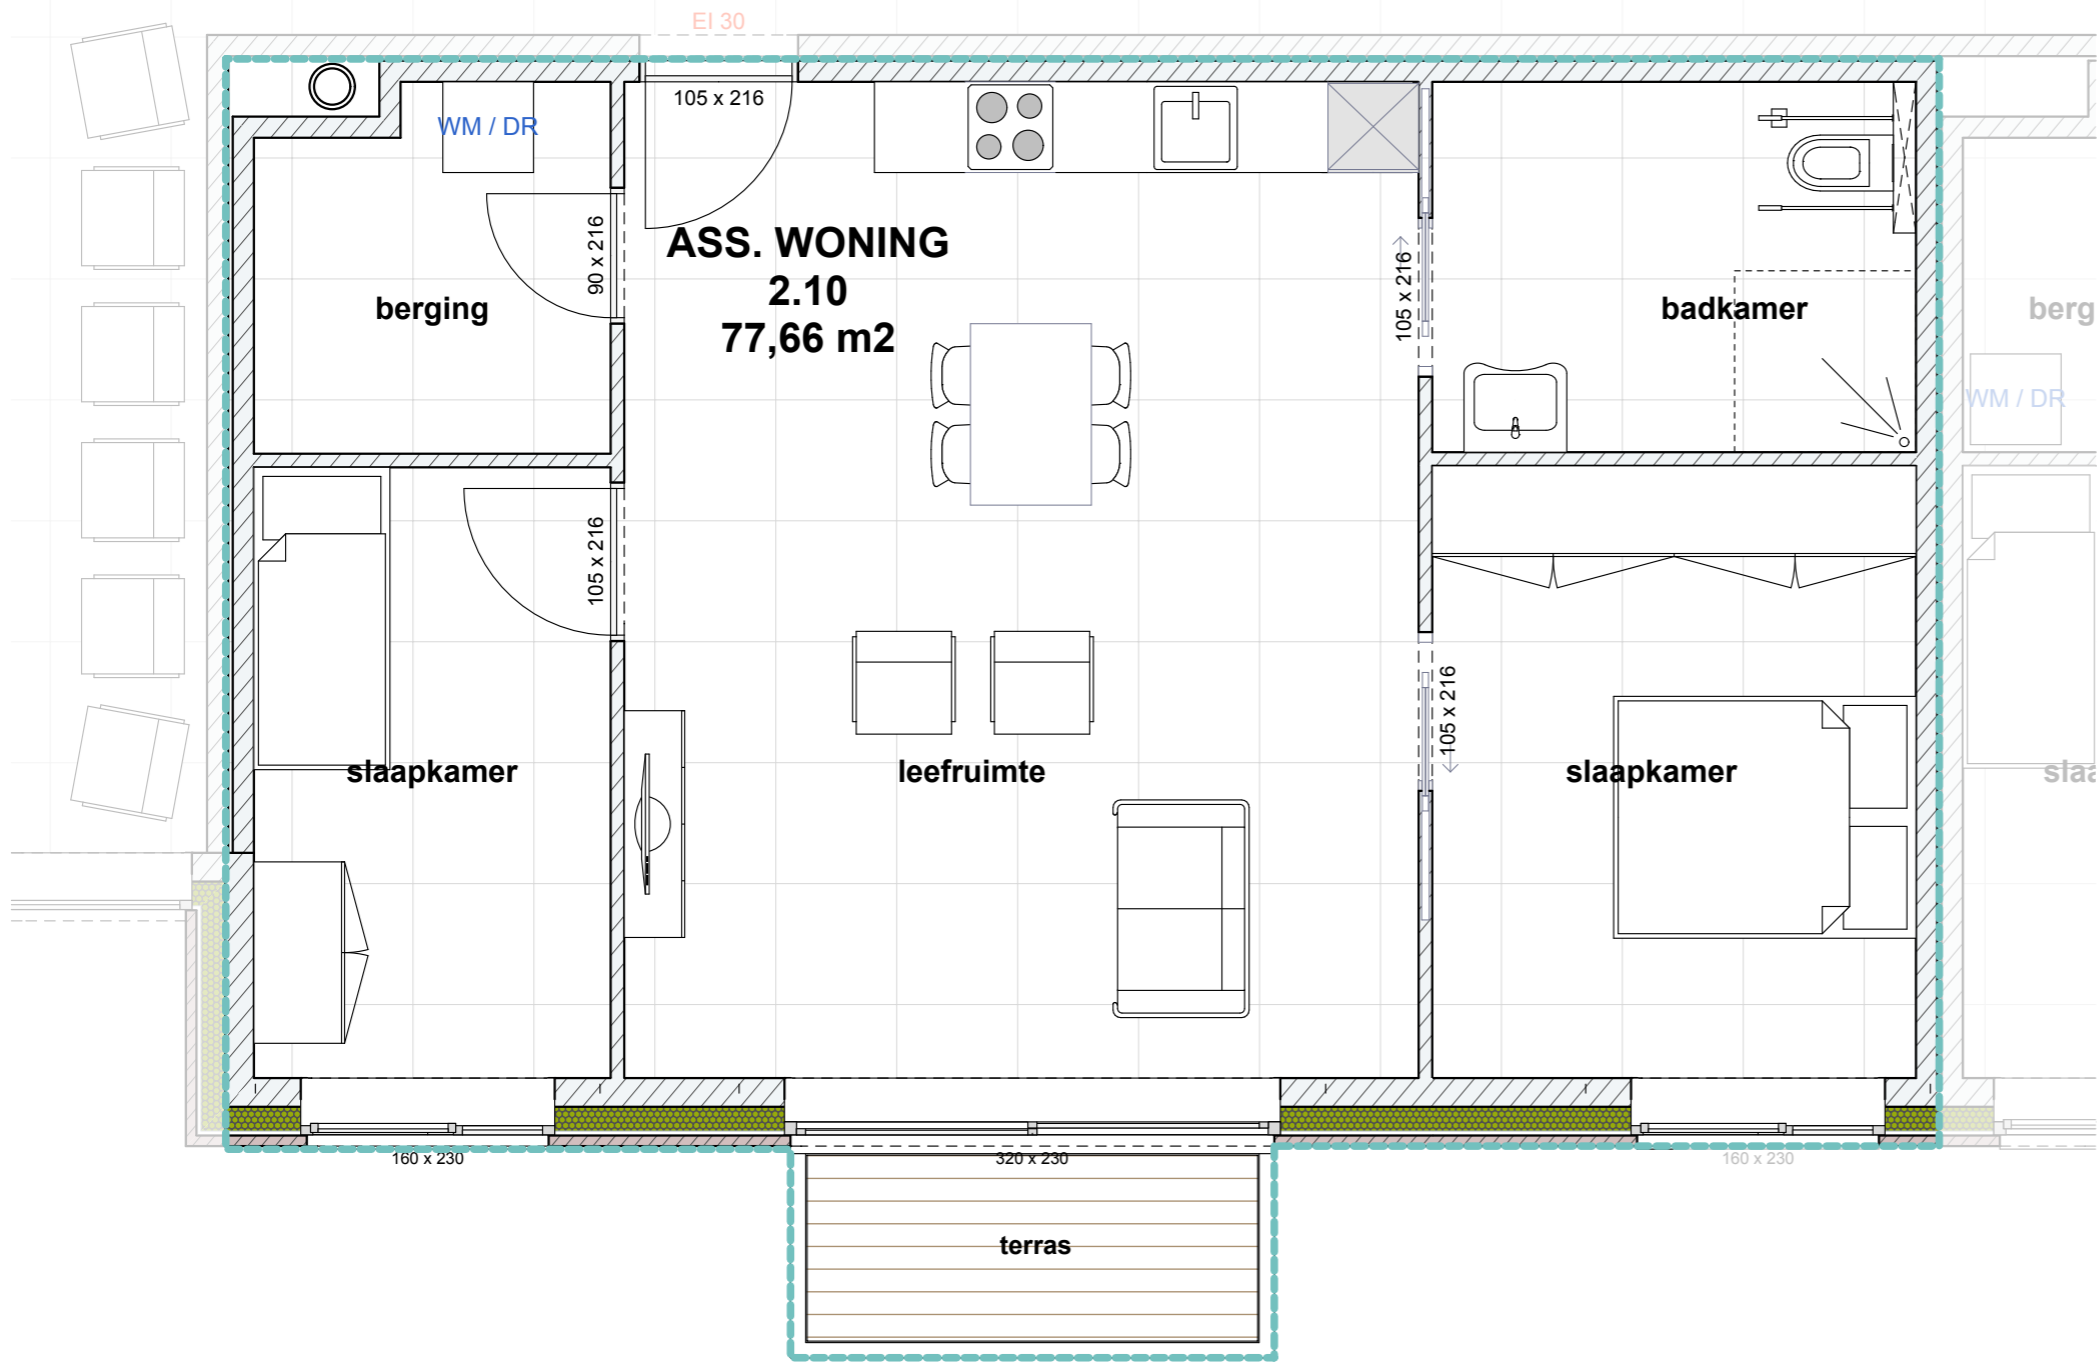 EI 30
105 x 216
WM / DR
90 x 216
ASS. WONING
2.10
77,66 m2
berging
105 x 216
badkamer
berg
WM / DR
105 x 216
105 x 216
slaapkamer
leefruimte
slaapkamer
slaa
160 x 230
320 x 230
160 x 230
terras